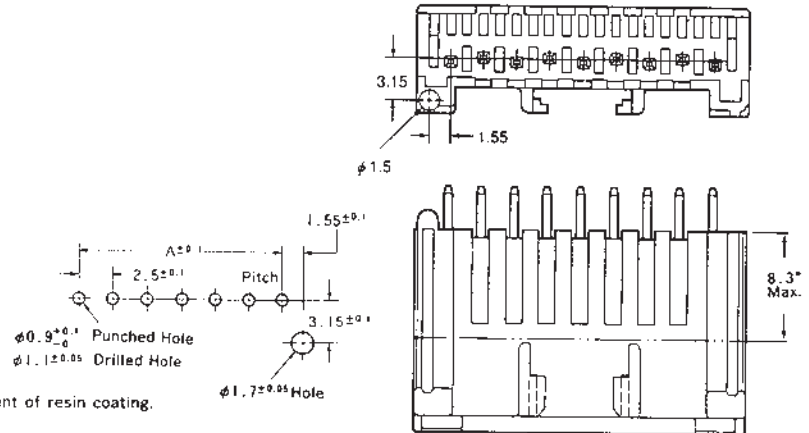 3.15
1.55
φ1.5
1.55±0.1
A±0.1
2.5±0.1
Pitch
8.3*
Max.
3.15±0.1
φ0.9+0.1-0 Punched Hole
φ1.1±0.05 Drilled Hole
φ1.7±0.05 Hole
nt of resin coating.